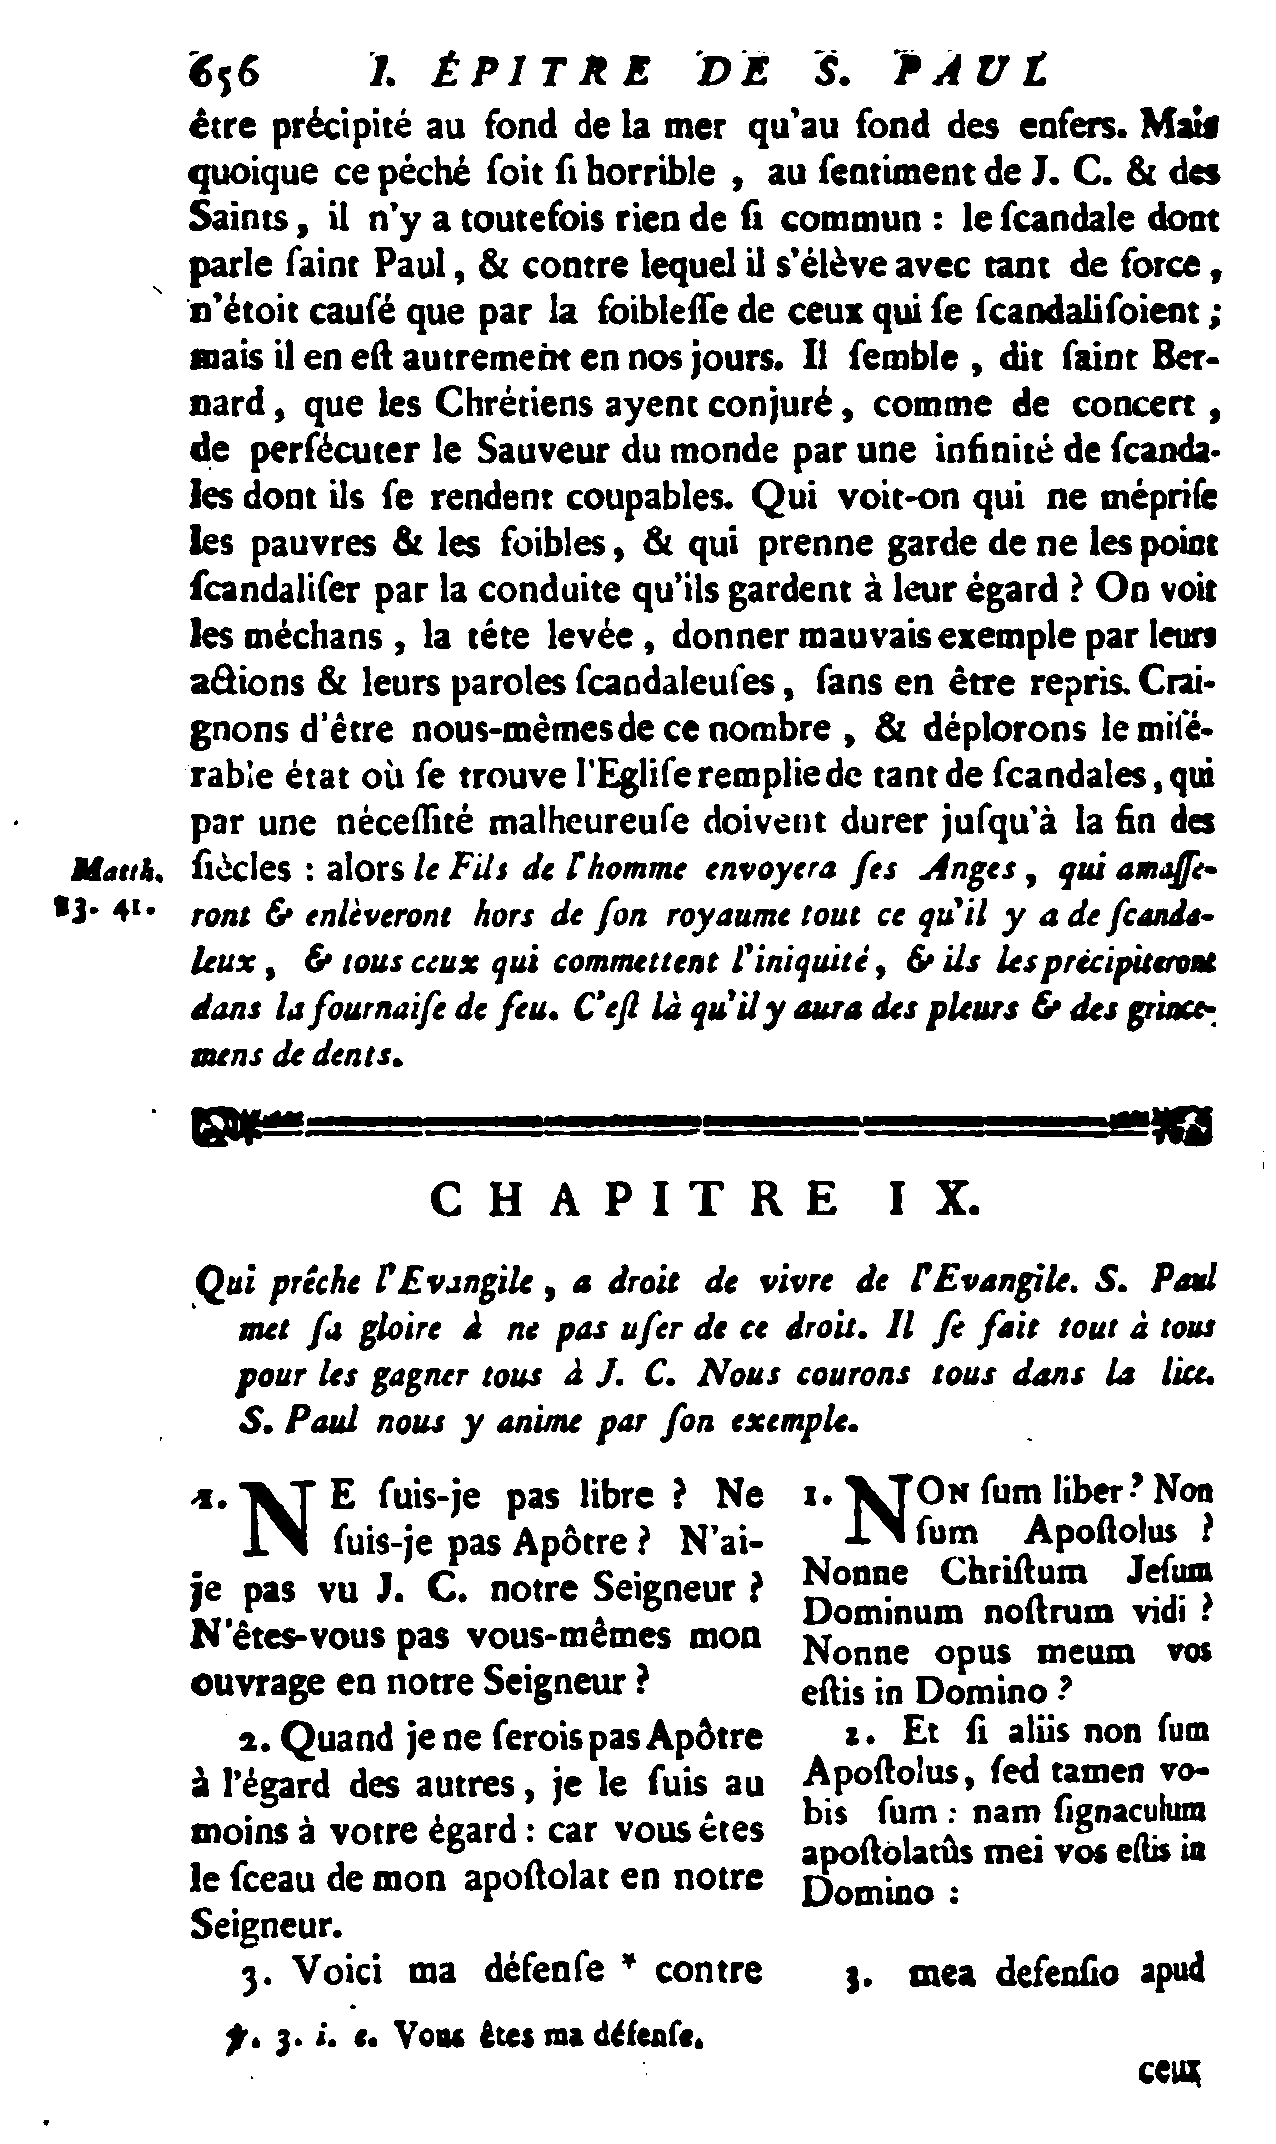 656 I. ÉPITRE DE S. PAUL
être précipité au fond de la mer qu'au fond des enfers. Mais
quoique ce péché ſoit ſi horrible , au ſentiment de J. C. & des
Saints, il n'y a toutefois rien de ſi commun : le ſcandale dont
parle ſaint Paul, & contre lequel il s'élève avec tant de force,
n'étoit cauſé que par la foibleſſe de ceux qui ſe ſcandaliſoient ;
mais il en eſt autrement en nos jours. Il ſemble , dit ſaint Ber-
nard, que les Chrétiens ayent conjuré, comme de concert ,
de perſécuter le Sauveur du monde par une infinité de ſcanda-
les dont ils ſe rendent coupables. Qui voit-on qui ne mépriſe
les pauvres & les foibles, & qui prenne garde de ne les point
ſcandaliſer par la conduite qu'ils gardent à leur égard ? On voit
les méchans , la téte levée , donner mauvais exemple par leurs
actions & leurs paroles ſcandaleuſes, ſans en être repris. Crai-
gnons d'être nous-mêmes de ce nombre , & déplorons le miſé-
rable état où ſe trouve l'Egliſe remplie de tant de ſcandales, qui
par une néceſſité malheureuſe doivent durer juſqu'à la fin des
Matth. ſiècles : alors le Fils de l'homme envoyera ſes Anges , qui amaſſe-
13. 41. ront & enlèveront hors de ſon royaume tout ce qu'il y a de ſcanda-
leux , & tous ceux qui commettent l'iniquité, & ils les précipiteront
dans la fournaiſe de feu. C'eſt là qu'il y aura des pleurs & des grince-
mens de dents.
CHAPITRE IX.
Qui prêche l'Evangile , a droit de vivre de l'Evangile. S. Paul
met ſa gloire à ne pas uſer de ce droit. Il ſe fait tout à tous
pour les gagner tous à J. C. Nous courons tous dans la lice.
S. Paul nous y anime par ſon exemple.
1. NE ſuis-je pas libre ? Ne
ſuis-je pas Apôtre ? N'ai-
je pas vu J. C. notre Seigneur ?
N'êtes-vous pas vous-mêmes mon
ouvrage en notre Seigneur ?
2. Quand je ne ſerois pas Apôtre
à l'égard des autres, je le ſuis au
moins à votre égard : car vous êtes
le ſceau de mon apoſtolat en notre
Seigneur.
3. Voici ma défenſe * contre
1. NON ſum liber ? Non
ſum Apoſtolus ?
Nonne Chriſtum Jeſum
Dominum noſtrum vidi ?
Nonne opus meum vos
eſtis in Domino ?
2. Et ſi aliis non ſum
Apoſtolus, ſed tamen vo-
bis ſum : nam ſignaculum
apoſtolatûs mei vos eſtis in
Domino :
3. mea defenſio apud
℣. 3. i. e. Vous êtes ma défenſe.
ceux